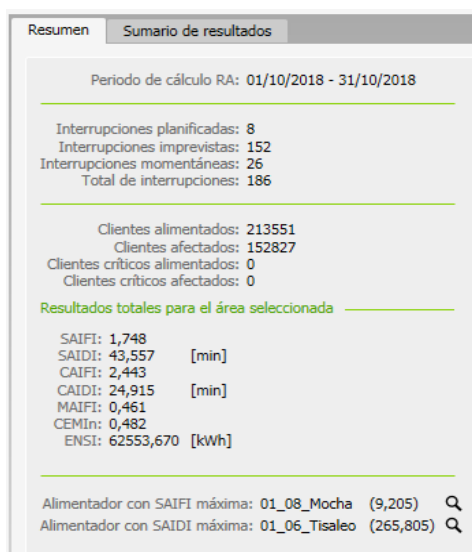 Resumen Sumario de resultados
Periodo de cálculo RA: 01/10/2018 - 31/10/2018
Interrupciones planificadas: 8
Interrupciones imprevistas: 152
Interrupciones momentáneas: 26
Total de interrupciones: 186
Clientes alimentados: 213551
Clientes afectados: 152827
Clientes críticos alimentados: 0
Clientes críticos afectados: 0
Resultados totales para el área seleccionada
SAIFI: 1,748
SAIDI: 43,557 [min]
CAIFI: 2,443
CAIDI: 24,915 [min]
MAIFI: 0,461
CEMIn: 0,482
ENSI: 62553,670 [kWh]
Alimentador con SAIFI máxima: 01_08_Mocha (9,205)
Alimentador con SAIDI máxima: 01_06_Tisaleo (265,805)